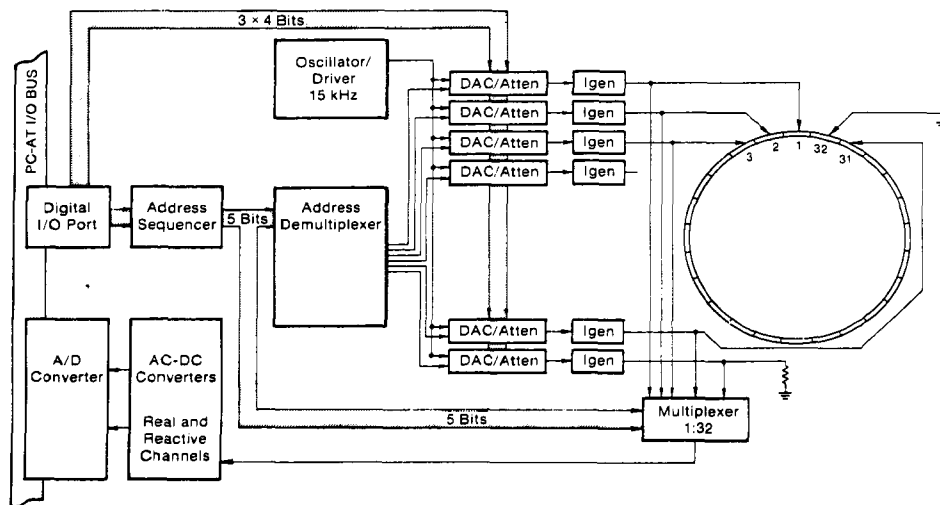 3 × 4 Bits
PC-AT I/O BUS
Oscillator/
Driver
15 kHz
DAC/Atten
Igen
DAC/Atten
Igen
DAC/Atten
Igen
DAC/Atten
Igen
3
2
1
32
31
Digital
I/O Port
Address
Sequencer
5 Bits
Address
Demultiplexer
DAC/Atten
Igen
DAC/Atten
Igen
A/D
Converter
AC-DC
Converters
Real and
Reactive
Channels
5 Bits
Multiplexer
1:32